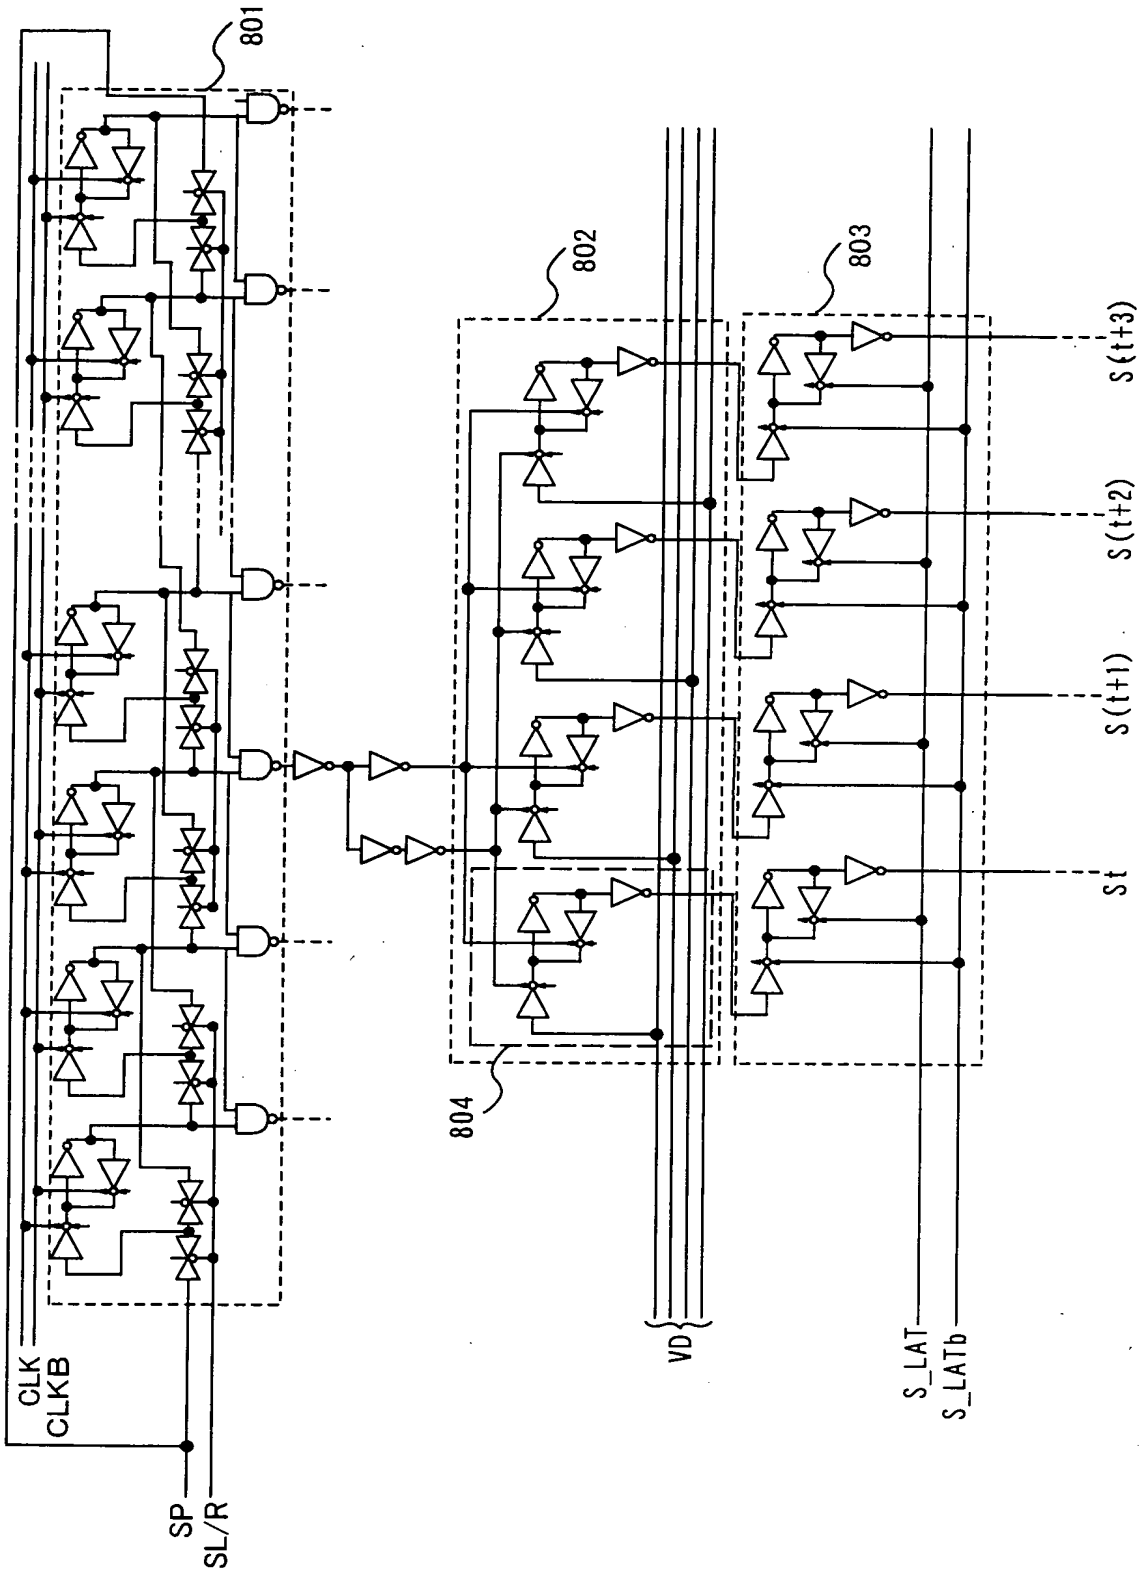 CLK
CLKB
SP
SL/R
801
802
804
VD
803
S_LAT
S_LATb
St
S(t+1)
S(t+2)
S(t+3)